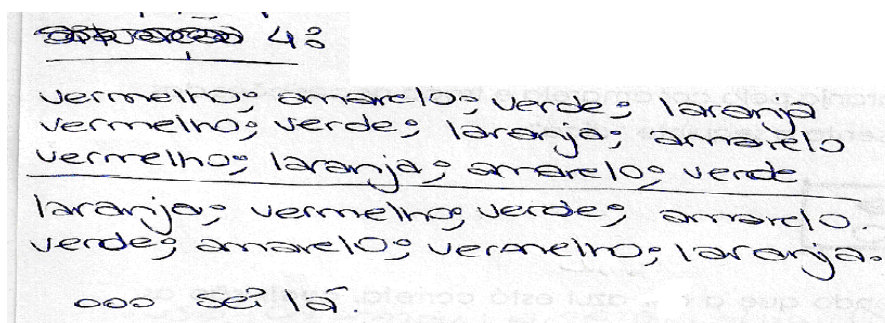 4:
vermelho; amarelo; verde; laranja
vermelho; verde; laranja; amarelo
vermelho; laranja; amarelo; verde
laranja; vermelho; verde; amarelo.
verde; amarelo; vermelho; laranja.
ooo sei lá.